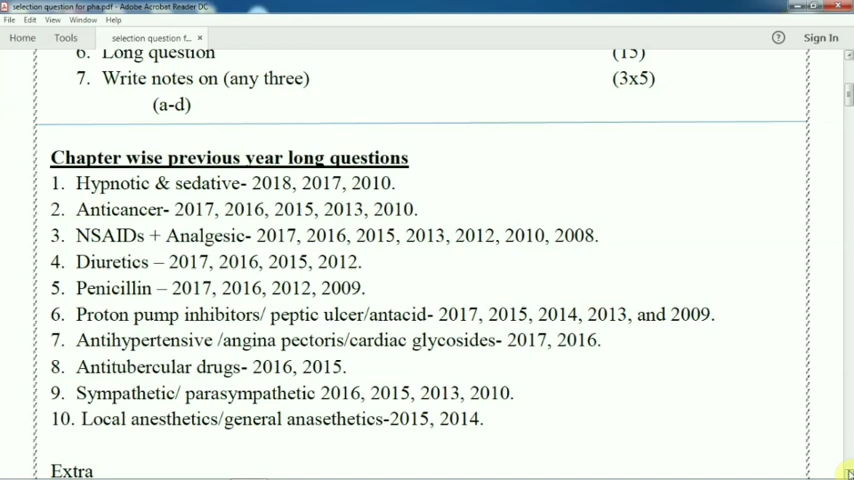 selection question for pha.pdf - Adobe Acrobat Reader DC
File Edit View Window Help
Home Tools selection question f... × ? Sign In
6. Long question (15)
7. Write notes on (any three) (3x5)
(a-d)
Chapter wise previous year long questions
1. Hypnotic & sedative- 2018, 2017, 2010.
2. Anticancer- 2017, 2016, 2015, 2013, 2010.
3. NSAIDs + Analgesic- 2017, 2016, 2015, 2013, 2012, 2010, 2008.
4. Diuretics – 2017, 2016, 2015, 2012.
5. Penicillin – 2017, 2016, 2012, 2009.
6. Proton pump inhibitors/ peptic ulcer/antacid- 2017, 2015, 2014, 2013, and 2009.
7. Antihypertensive /angina pectoris/cardiac glycosides- 2017, 2016.
8. Antitubercular drugs- 2016, 2015.
9. Sympathetic/ parasympathetic 2016, 2015, 2013, 2010.
10. Local anesthetics/general anasethetics-2015, 2014.
Extra